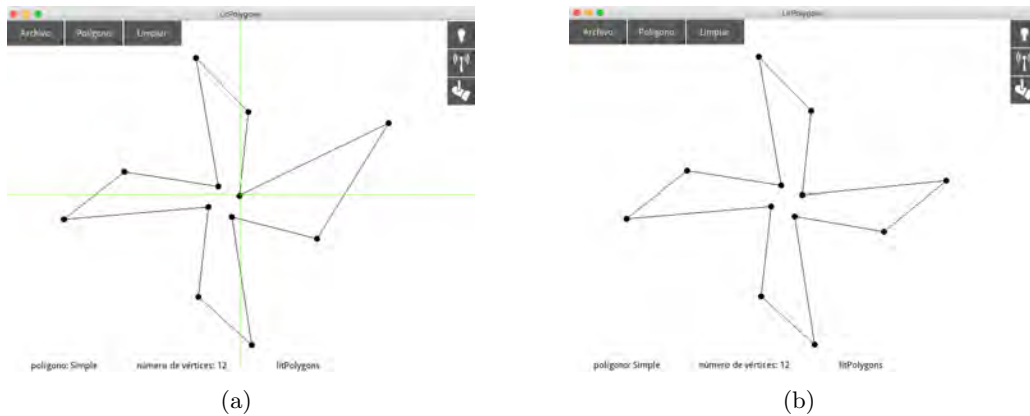 LitPolygons
Archivo Polígono Limpiar
polígono: Simple número de vértices: 12 litPolygons
(a)
LitPolygons
Archivo Polígono Limpiar
polígono: Simple número de vértices: 12 litPolygons
(b)